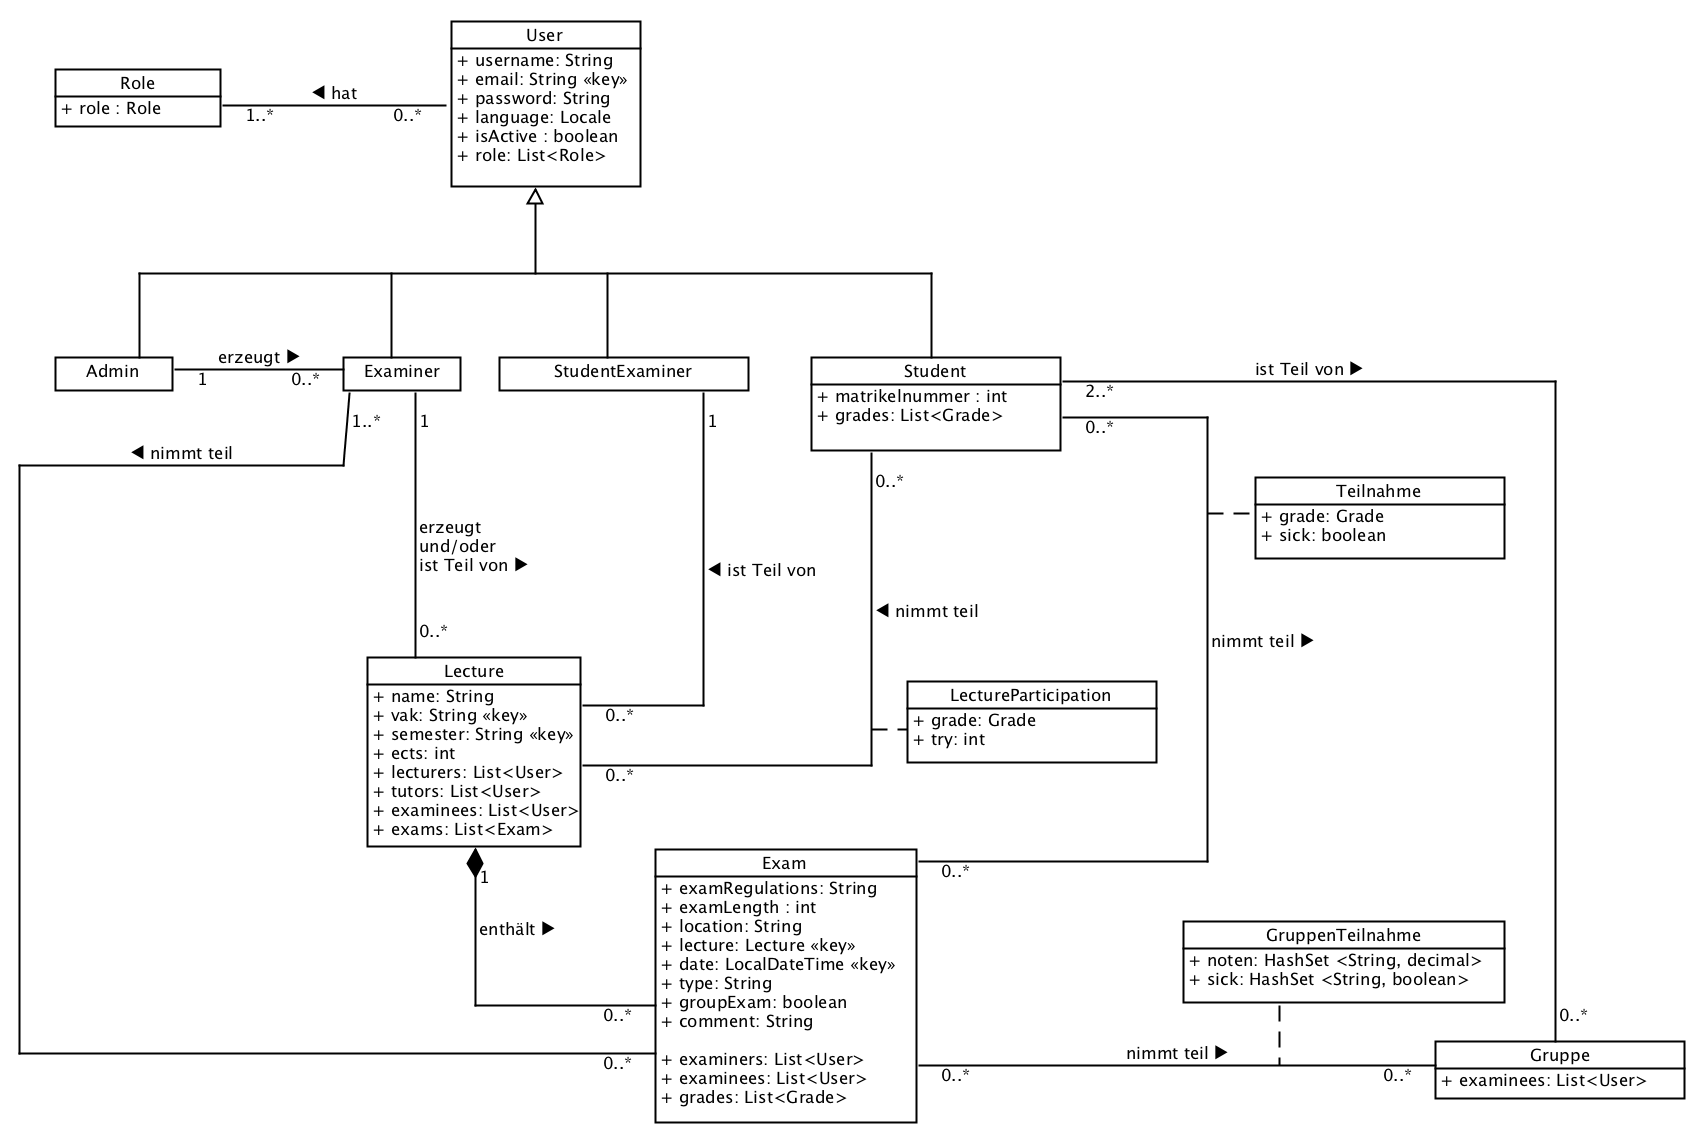 User
+ username: String
+ email: String «key»
+ password: String
+ language: Locale
+ isActive : boolean
+ role: List<Role>
Role
+ role : Role
◀ hat
1..*
0..*
Admin
erzeugt ▶
1
0..*
Examiner
StudentExaminer
Student
+ matrikelnummer : int
+ grades: List<Grade>
ist Teil von ▶
2..*
0..*
1..*
1
1
◀ nimmt teil
0..*
Teilnahme
+ grade: Grade
+ sick: boolean
erzeugt
und/oder
ist Teil von ▶
◀ ist Teil von
◀ nimmt teil
nimmt teil ▶
0..*
Lecture
+ name: String
+ vak: String «key»
+ semester: String «key»
+ ects: int
+ lecturers: List<User>
+ tutors: List<User>
+ examinees: List<User>
+ exams: List<Exam>
0..*
0..*
LectureParticipation
+ grade: Grade
+ try: int
1
enthält ▶
0..*
0..*
Exam
+ examRegulations: String
+ examLength : int
+ location: String
+ lecture: Lecture «key»
+ date: LocalDateTime «key»
+ type: String
+ groupExam: boolean
+ comment: String
+ examiners: List<User>
+ examinees: List<User>
+ grades: List<Grade>
0..*
GruppenTeilnahme
+ noten: HashSet <String, decimal>
+ sick: HashSet <String, boolean>
0..*
nimmt teil ▶
0..*
0..*
Gruppe
+ examinees: List<User>